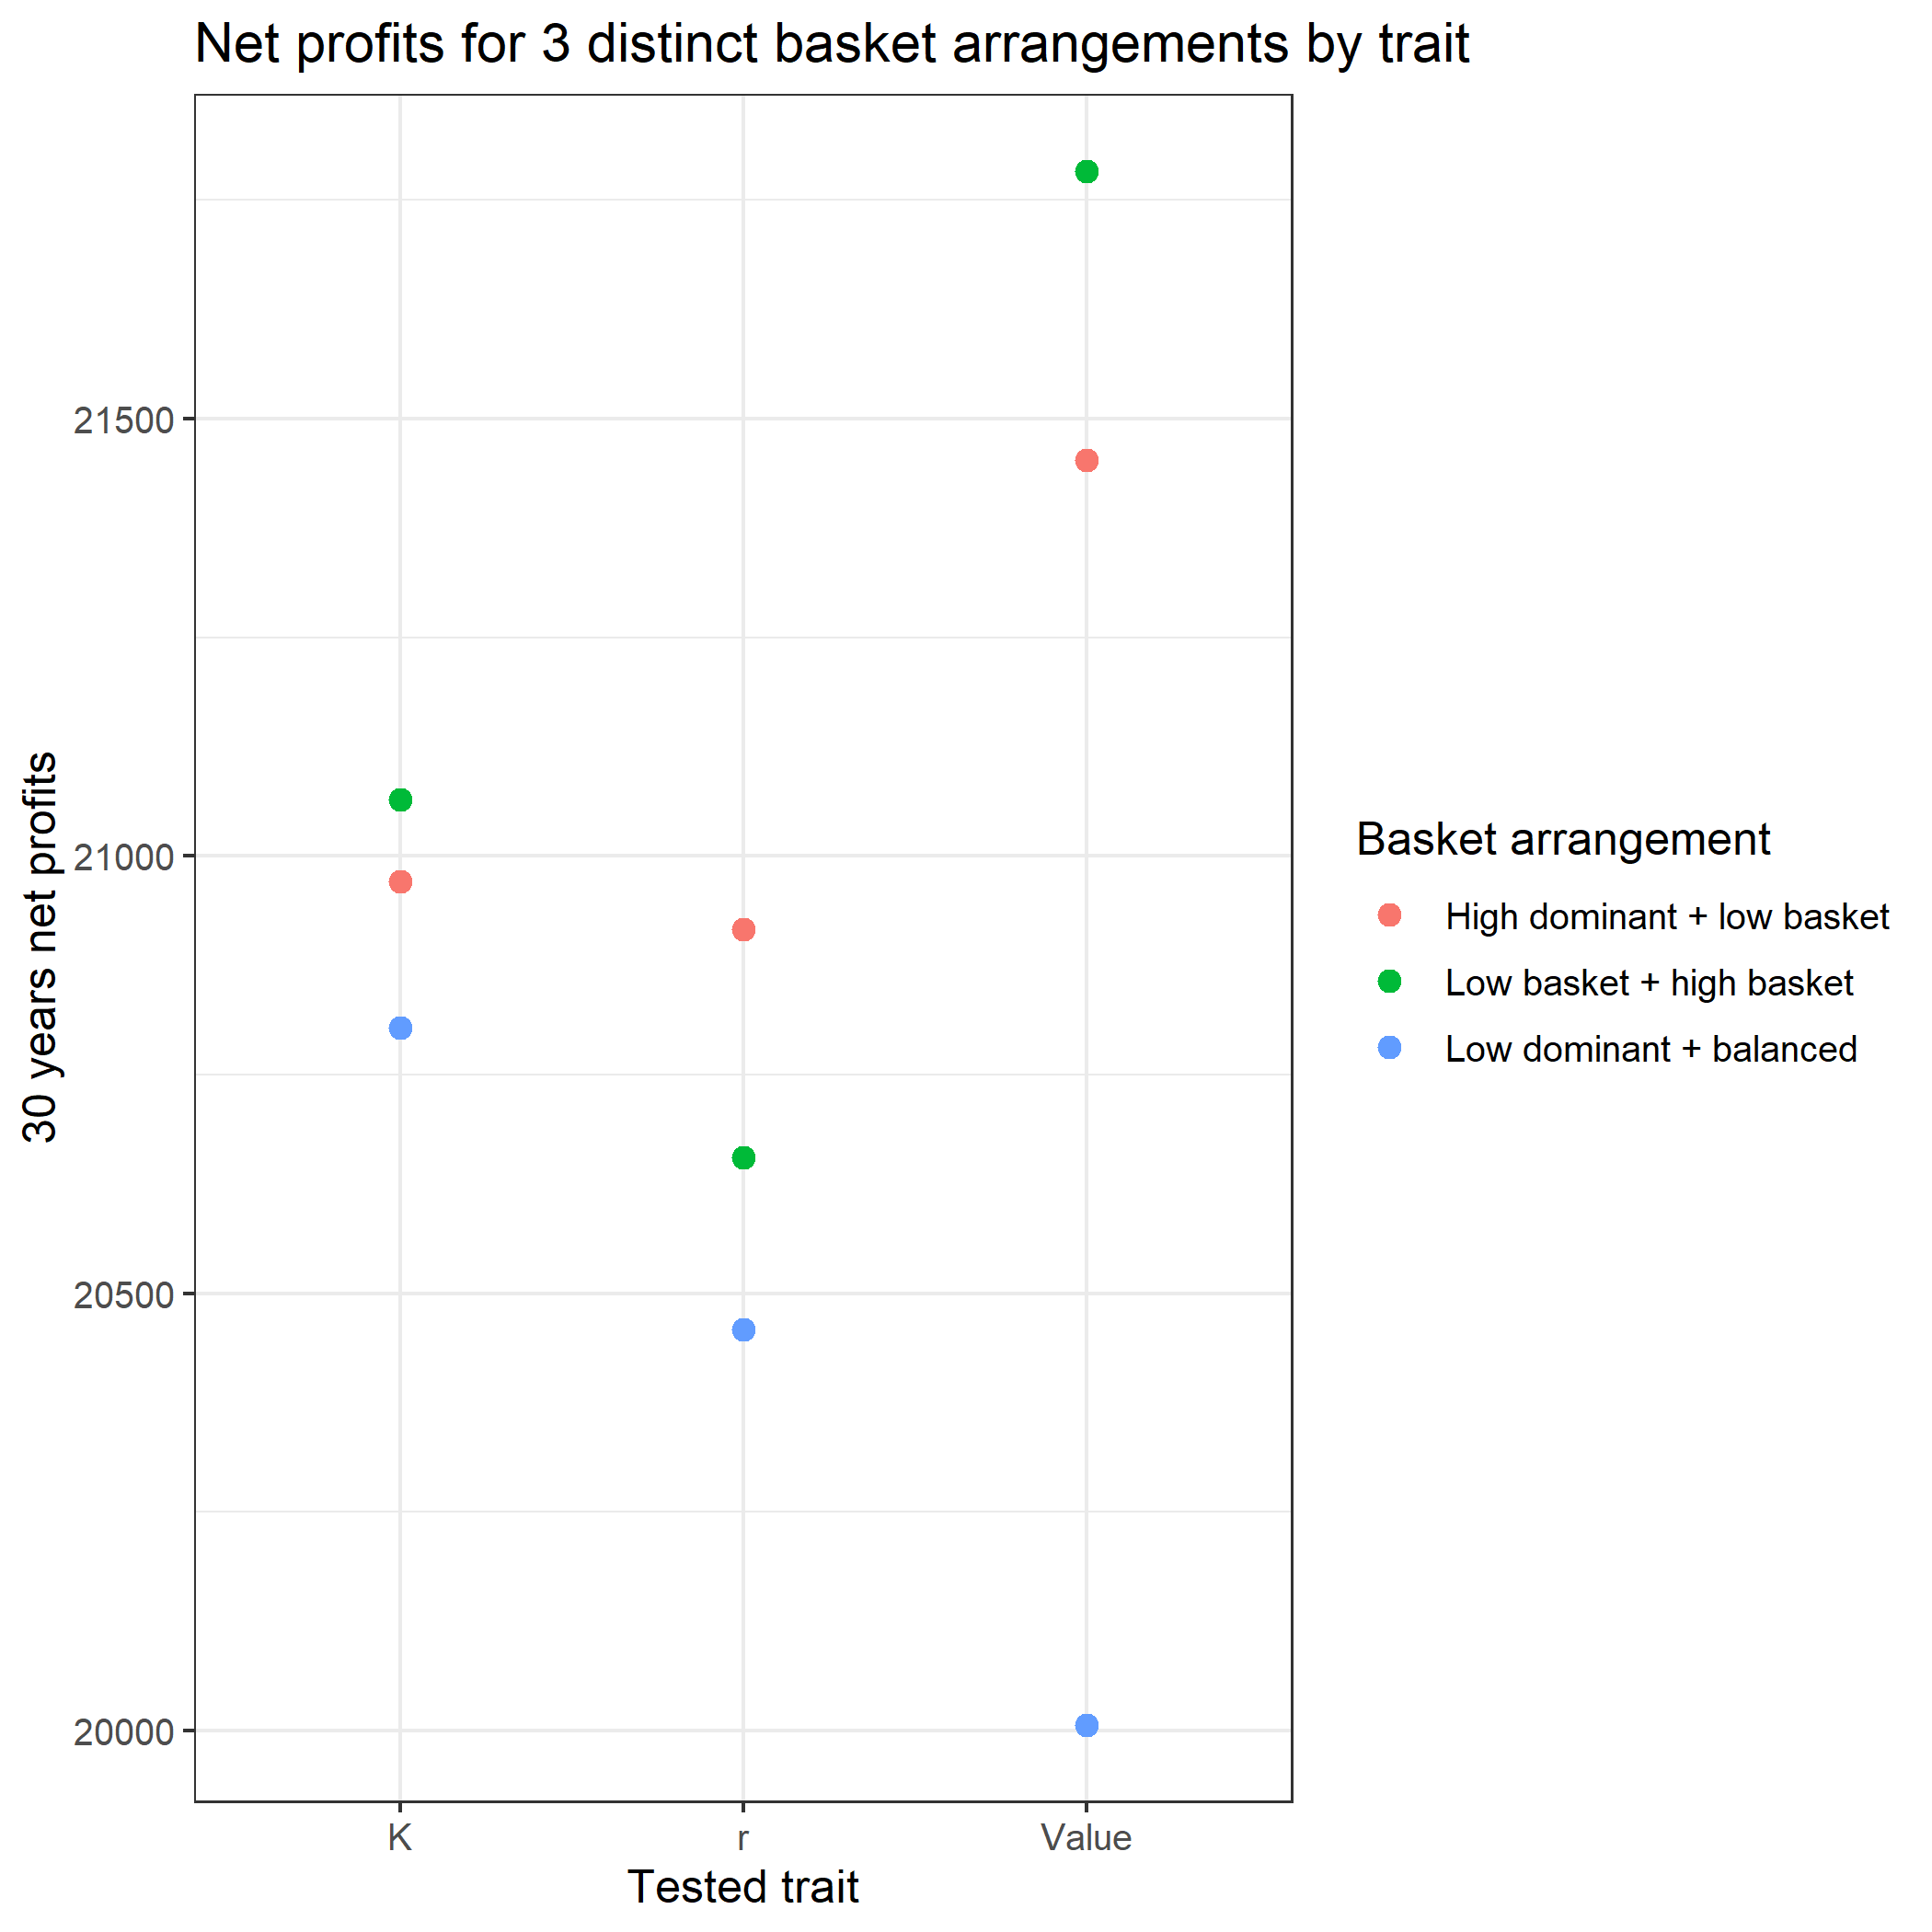 Net profits for 3 distinct basket arrangements by trait
30 years net profits
21500
21000
20500
20000
K
r
Value
Tested trait
Basket arrangement
High dominant + low basket
Low basket + high basket
Low dominant + balanced